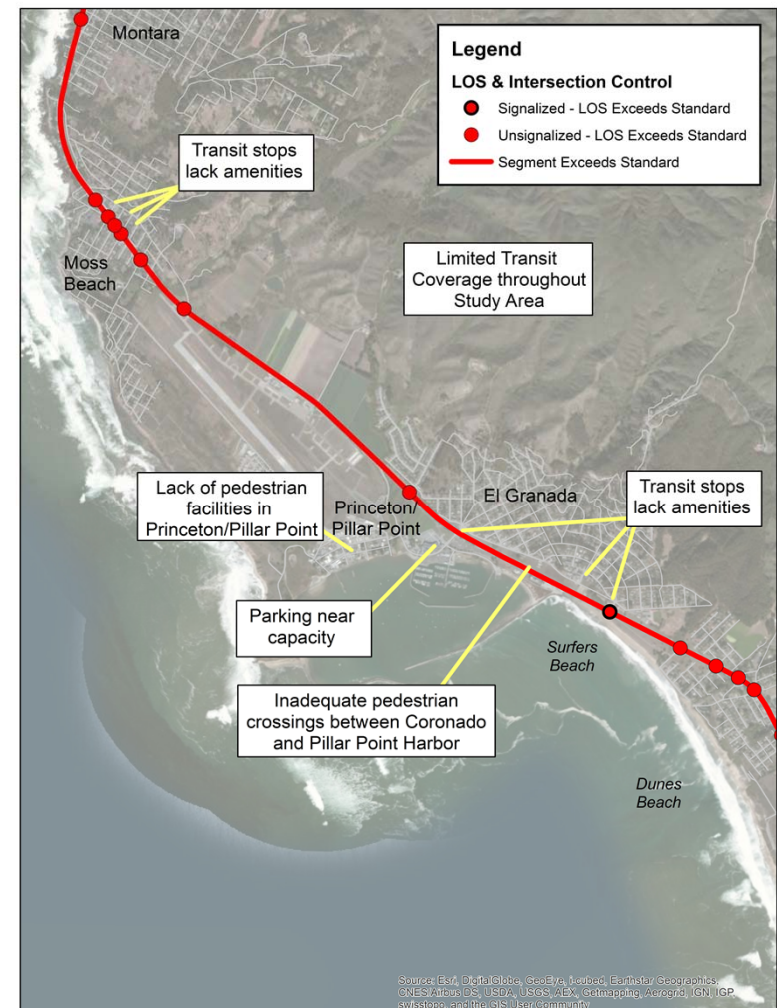 Montara
Legend
LOS & Intersection Control
Signalized - LOS Exceeds Standard
Unsignalized - LOS Exceeds Standard
Segment Exceeds Standard
Transit stops
lack amenities
Moss
Beach
Limited Transit
Coverage throughout
Study Area
Lack of pedestrian
facilities in
Princeton/Pillar Point
Princeton/
Pillar Point
El Granada
Transit stops
lack amenities
Parking near
capacity
Surfers
Beach
Inadequate pedestrian
crossings between Coronado
and Pillar Point Harbor
Dunes
Beach
Source: Esri, DigitalGlobe, GeoEye, i-cubed, Earthstar Geographics,
CNES/Airbus DS, USDA, USGS, AEX, Getmapping, Aerogrid, IGN, IGP,
swisstopo, and the GIS User Community